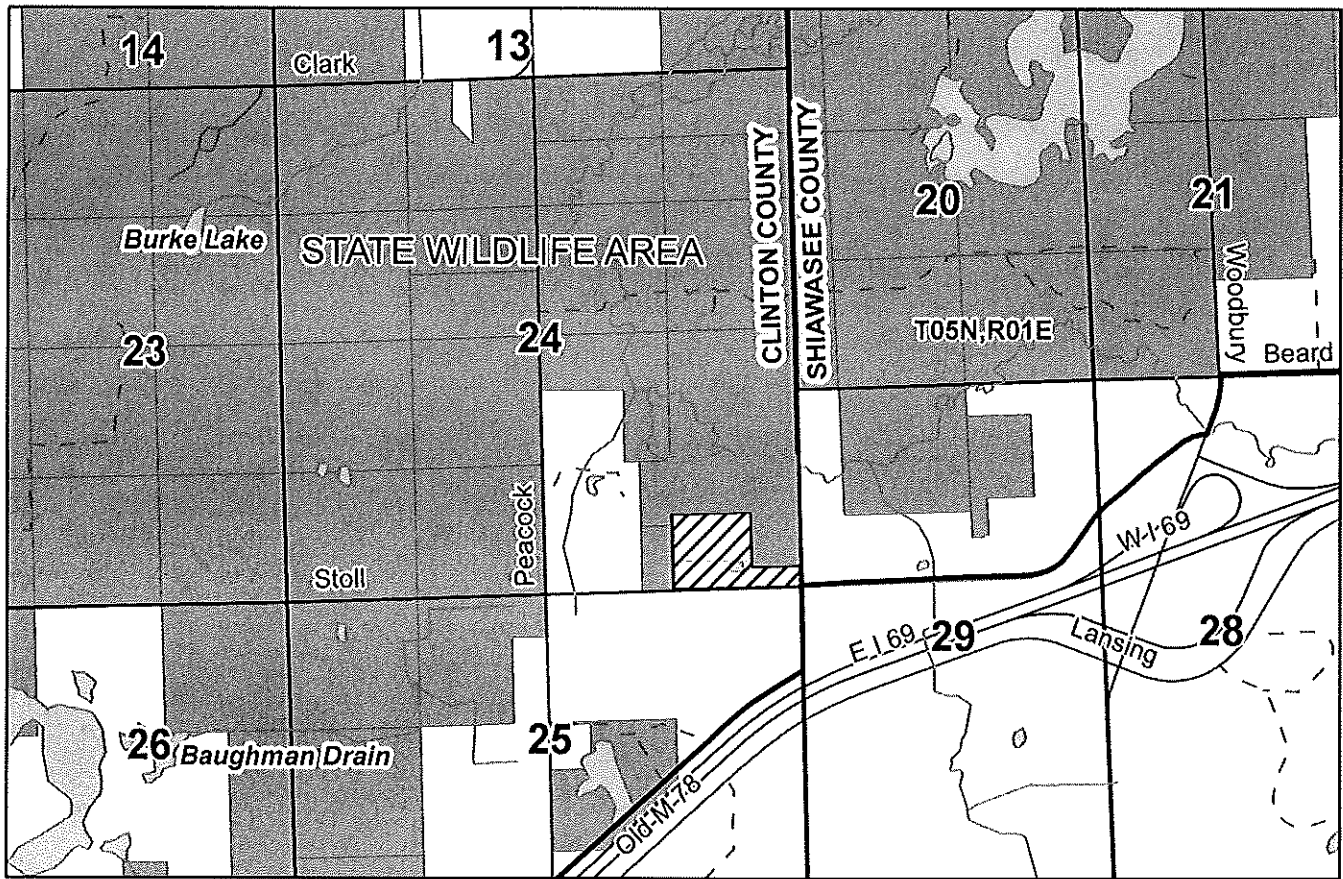 14
13
Clark
CLINTON COUNTY
SHIAWASEE COUNTY
20
21
Burke Lake
STATE WILDLIFE AREA
Woodbury
23
24
T05N,R01E
Beard
Peacock
Stoll
W-I-69
E I 69
29
Lansing
28
26
Baughman Drain
25
Old-M-78